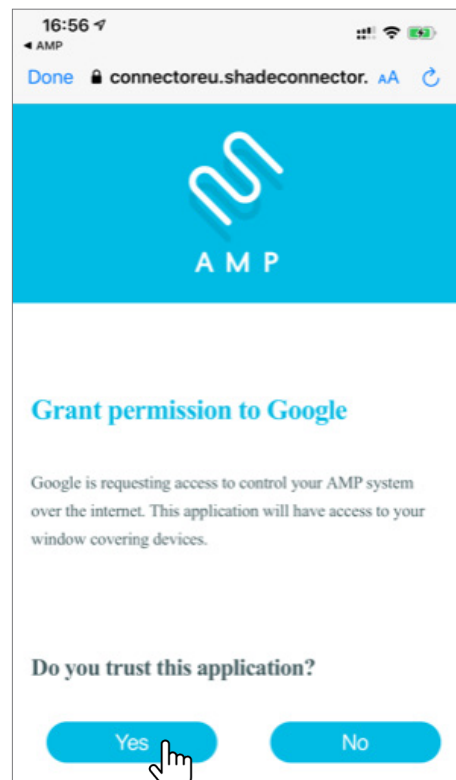 16:56
AMP
Done connectoreu.shadeconnector. AA
AMP
Grant permission to Google
Google is requesting access to control your AMP system
over the internet. This application will have access to your
window covering devices.
Do you trust this application?
Yes No